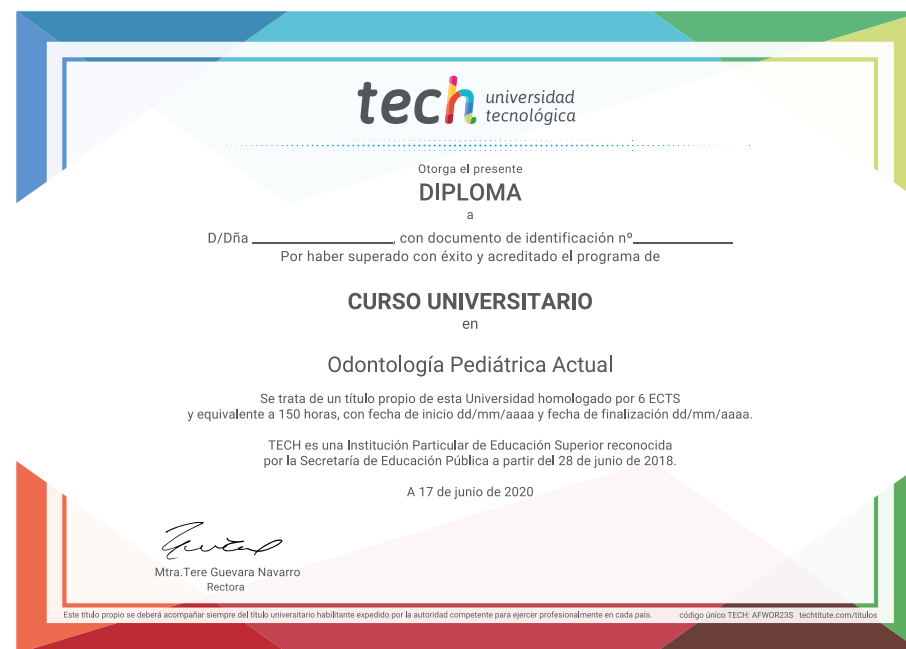 tech universidad
tecnológica
Otorga el presente
DIPLOMA
a
D/Dña ____________________, con documento de identificación nº______________
Por haber superado con éxito y acreditado el programa de
CURSO UNIVERSITARIO
en
Odontología Pediátrica Actual
Se trata de un título propio de esta Universidad homologado por 6 ECTS
y equivalente a 150 horas, con fecha de inicio dd/mm/aaaa y fecha de finalización dd/mm/aaaa.
TECH es una Institución Particular de Educación Superior reconocida
por la Secretaría de Educación Pública a partir del 28 de junio de 2018.
A 17 de junio de 2020
Mtra.Tere Guevara Navarro
Rectora
Este título propio se deberá acompañar siempre del título universitario habilitante expedido por la autoridad competente para ejercer profesionalmente en cada país. código único TECH: AFWOR23S techtitute.com/titulos